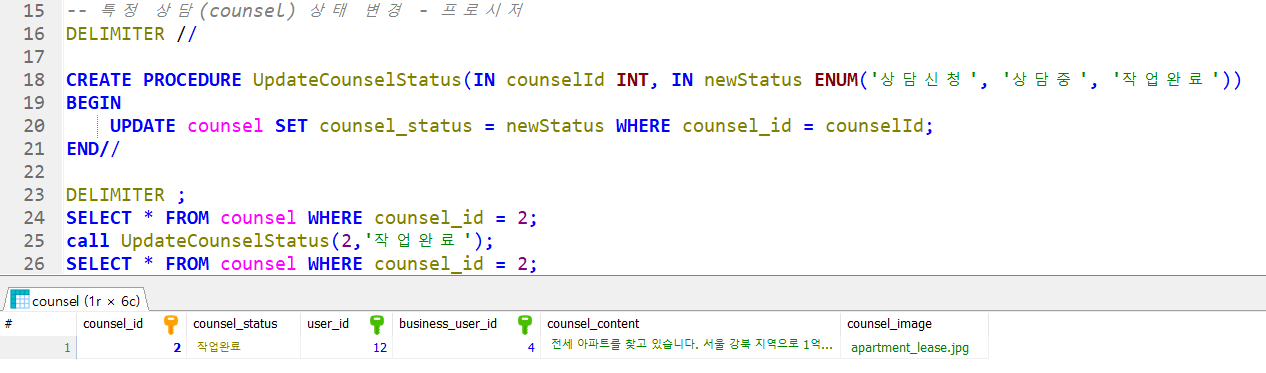 15 -- 특정 상담(counsel) 상태 변경 - 프로시저
16 DELIMITER //
17
18 CREATE PROCEDURE UpdateCounselStatus(IN counselId INT, IN newStatus ENUM('상담신청', '상담중', '작업완료'))
19 BEGIN
20 UPDATE counsel SET counsel_status = newStatus WHERE counsel_id = counselId;
21 END//
22
23 DELIMITER ;
24 SELECT * FROM counsel WHERE counsel_id = 2;
25 call UpdateCounselStatus(2,'작업완료');
26 SELECT * FROM counsel WHERE counsel_id = 2;
counsel (1r × 6c)
# counsel_id counsel_status user_id business_user_id counsel_content counsel_image
1 2 작업완료 12 4 전세 아파트를 찾고 있습니다. 서울 강북 지역으로 1억... apartment_lease.jpg